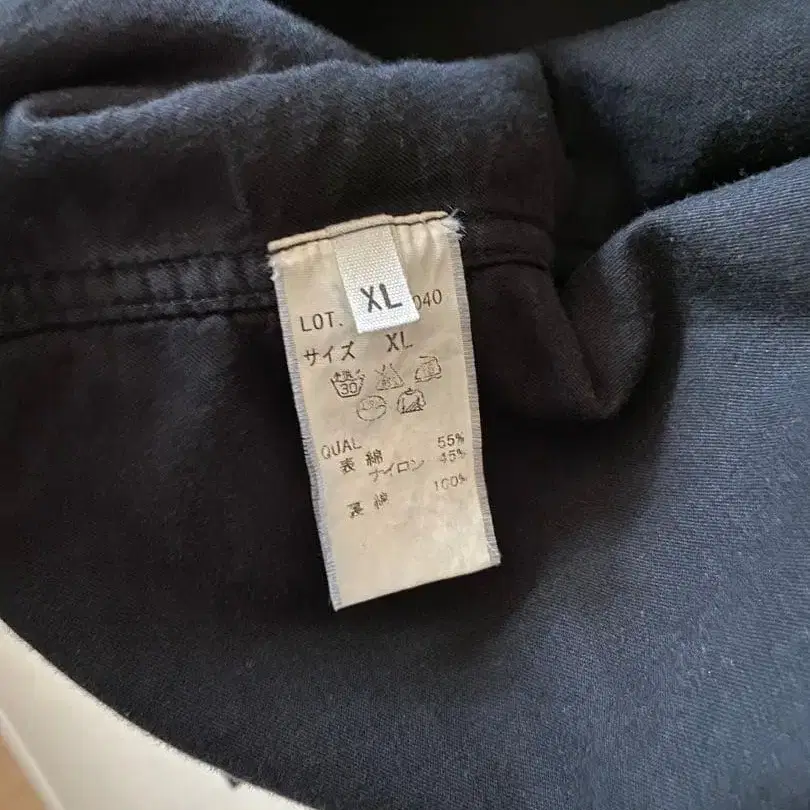 XL
LOT. 040
サイズ XL
30
QUAL
表 綿 55%
ナイロン 45%
裏 綿 100%